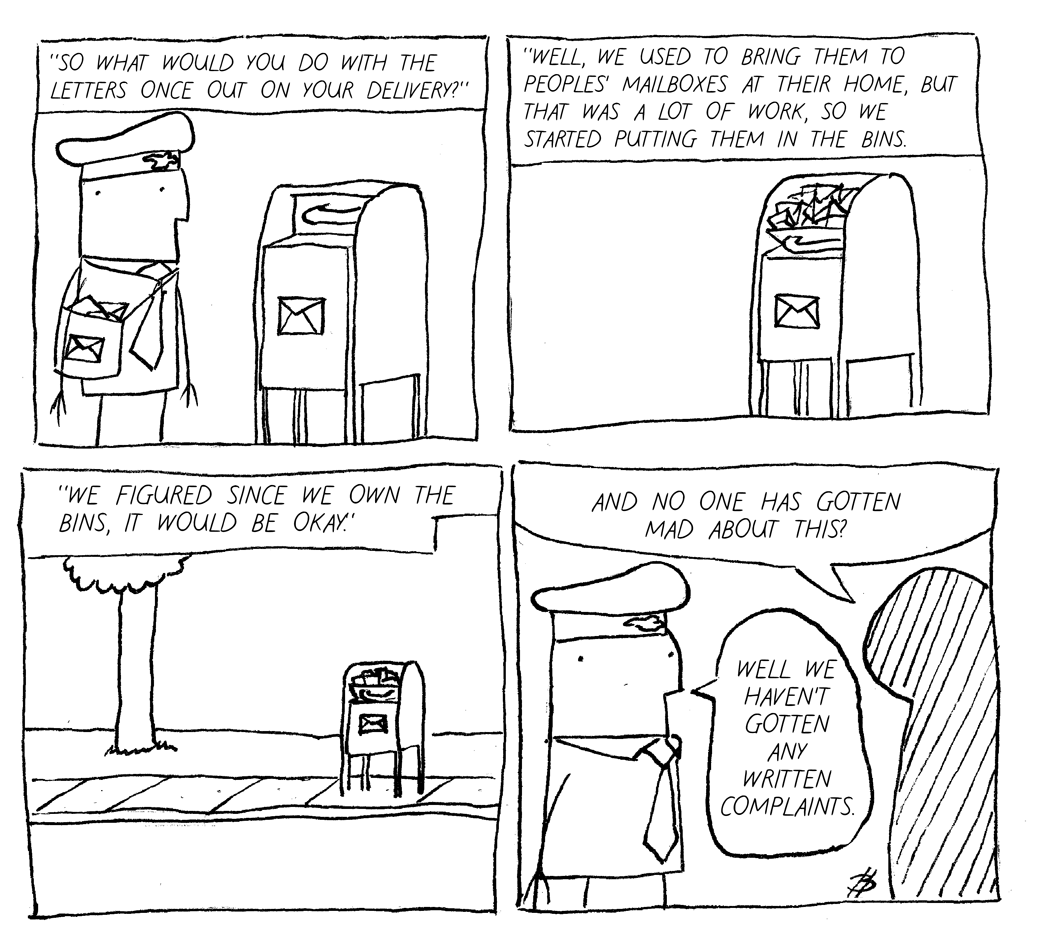 "SO WHAT WOULD YOU DO WITH THE
LETTERS ONCE OUT ON YOUR DELIVERY?"
"WELL, WE USED TO BRING THEM TO
PEOPLES' MAILBOXES AT THEIR HOME, BUT
THAT WAS A LOT OF WORK, SO WE
STARTED PUTTING THEM IN THE BINS.
"WE FIGURED SINCE WE OWN THE
BINS, IT WOULD BE OKAY."
AND NO ONE HAS GOTTEN
MAD ABOUT THIS?
WELL WE
HAVEN'T
GOTTEN
ANY
WRITTEN
COMPLAINTS.